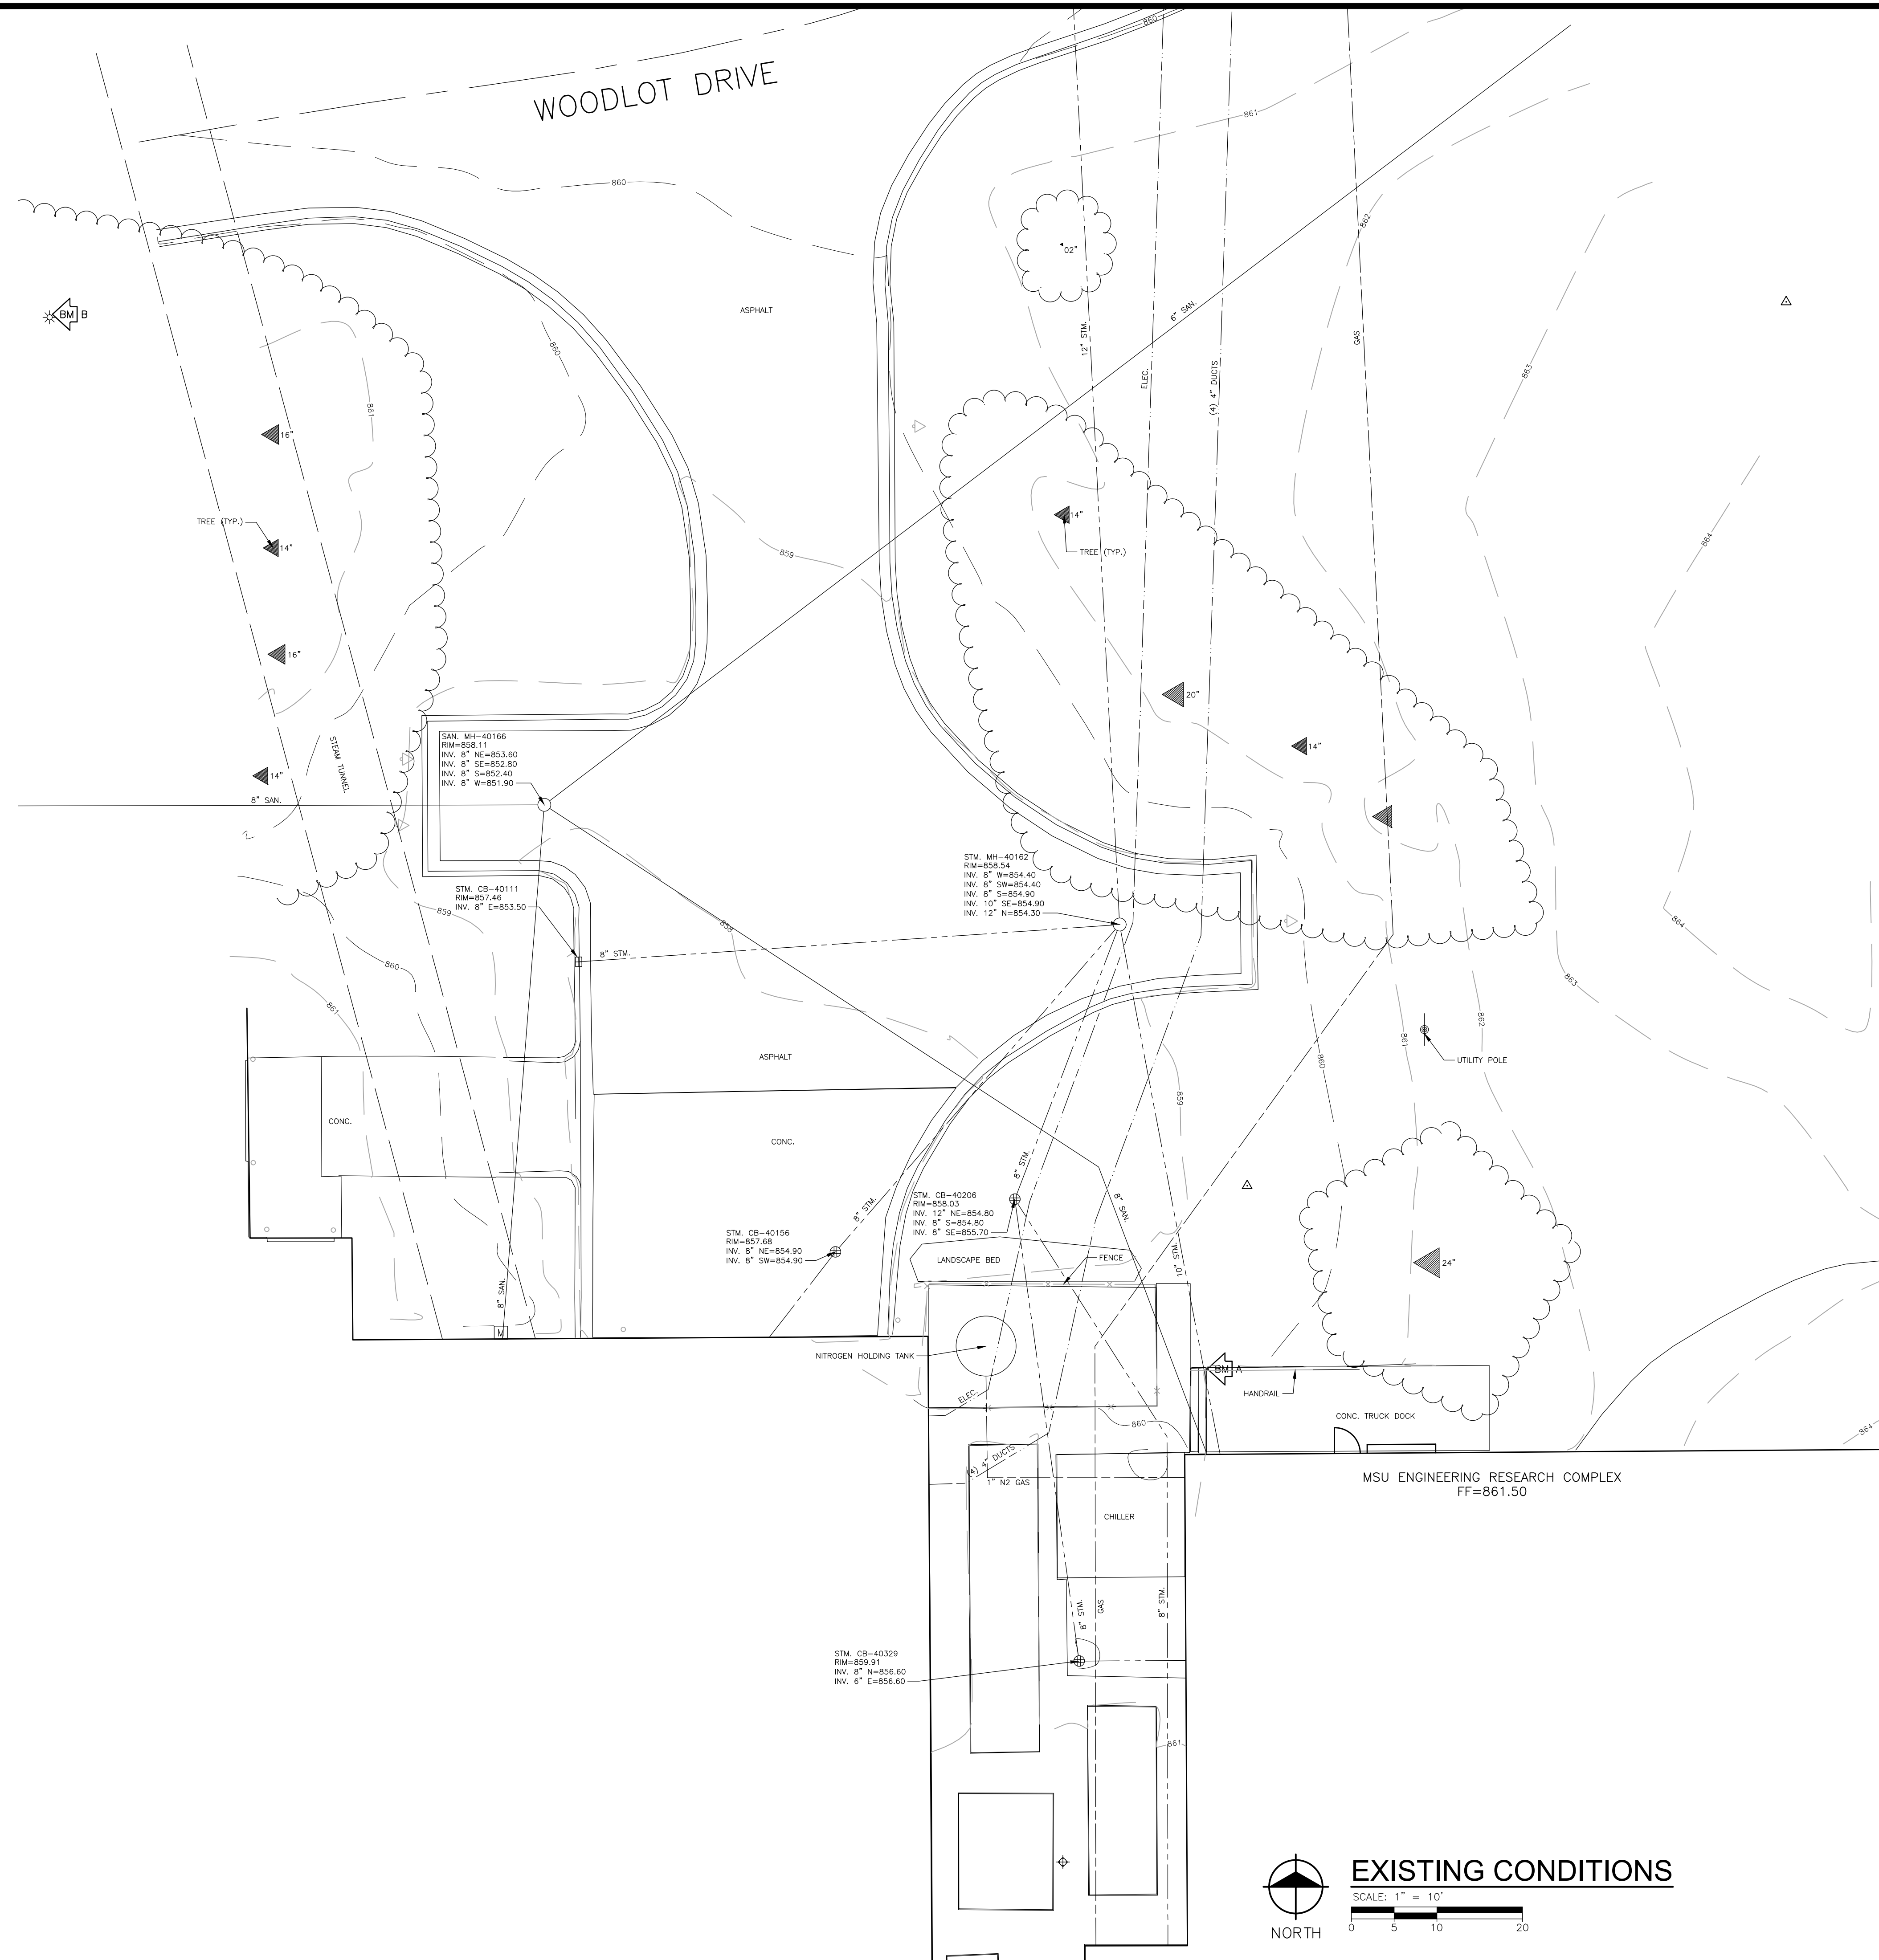 860
WOODLOT DRIVE
861
860
862
02"
ASPHALT
BM B
6" SAN.
12" STM.
GAS
860
ELEC.
(4) 4" DUCTS
863
861
16"
14"
TREE (TYP.)
14"
864
TREE (TYP.)
859
16"
20"
SAN. MH-40166
RIM=858.11
INV. 8" NE=853.60
INV. 8" SE=852.80
INV. 8" S=852.40
INV. 8" W=851.90
STEAM TUNNEL
14"
14"
8" SAN.
STM. MH-40162
RIM=858.54
INV. 8" W=854.40
INV. 8" SW=854.40
INV. 8" S=854.90
INV. 10" SE=854.90
INV. 12" N=854.30
STM. CB-40111
RIM=857.46
INV. 8" E=853.50
859
858
864
8" STM.
860
863
861
862
861
860
UTILITY POLE
ASPHALT
859
CONC.
CONC.
8" STM.
8" STM.
8" SAN.
STM. CB-40206
RIM=858.03
INV. 12" NE=854.80
INV. 8" S=854.80
INV. 8" SE=855.70
STM. CB-40156
RIM=857.68
INV. 8" NE=854.90
INV. 8" SW=854.90
LANDSCAPE BED
FENCE
10" STM.
24"
8" SAN.
M
NITROGEN HOLDING TANK
BM A
HANDRAIL
ELEC.
CONC. TRUCK DOCK
860
864
(4) 4" DUCTS
1" N2 GAS
MSU ENGINEERING RESEARCH COMPLEX
FF=861.50
CHILLER
8" STM.
GAS
8" STM.
STM. CB-40329
RIM=859.91
INV. 8" N=856.60
INV. 6" E=856.60
861
EXISTING CONDITIONS
SCALE: 1" = 10'
NORTH
0 5 10 20